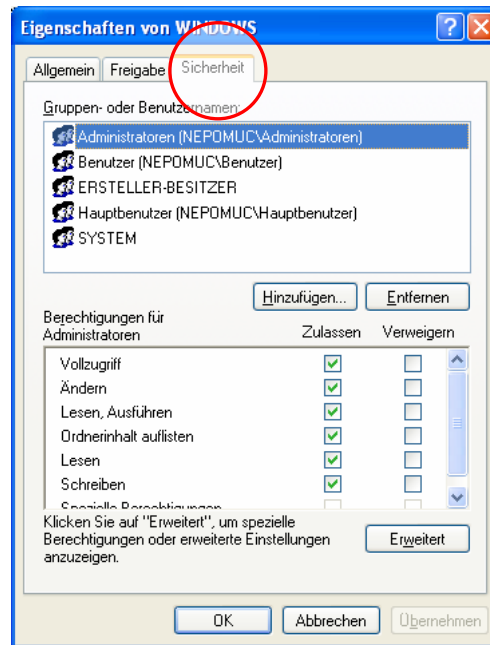 Eigenschaften von WINDOWS
Allgemein Freigabe Sicherheit
Gruppen- oder Benutzernamen:
Administratoren (NEPOMUC\Administratoren)
Benutzer (NEPOMUC\Benutzer)
ERSTELLER-BESITZER
Hauptbenutzer (NEPOMUC\Hauptbenutzer)
SYSTEM
Hinzufügen... Entfernen
Berechtigungen für
Administratoren Zulassen Verweigern
Vollzugriff
Ändern
Lesen, Ausführen
Ordnerinhalt auflisten
Lesen
Schreiben
Spezielle Berechtigungen
Klicken Sie auf "Erweitert", um spezielle
Berechtigungen oder erweiterte Einstellungen
anzuzeigen.
Erweitert
OK Abbrechen Übernehmen